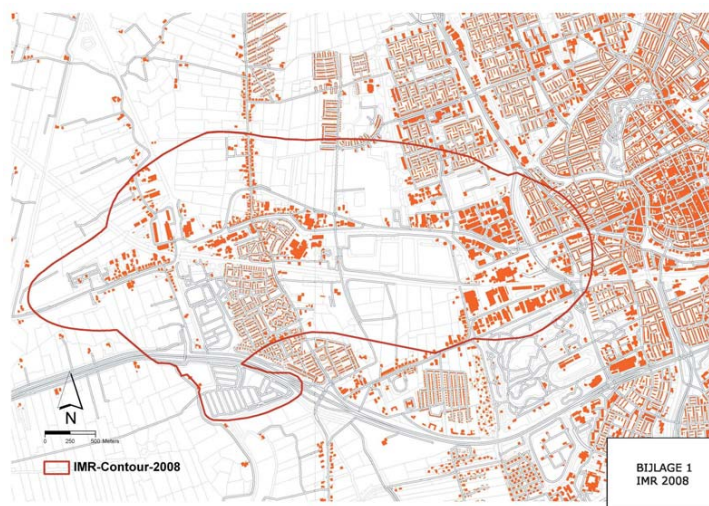 N
0 250 500 Meters
IMR-Contour-2008
BIJLAGE 1
IMR 2008